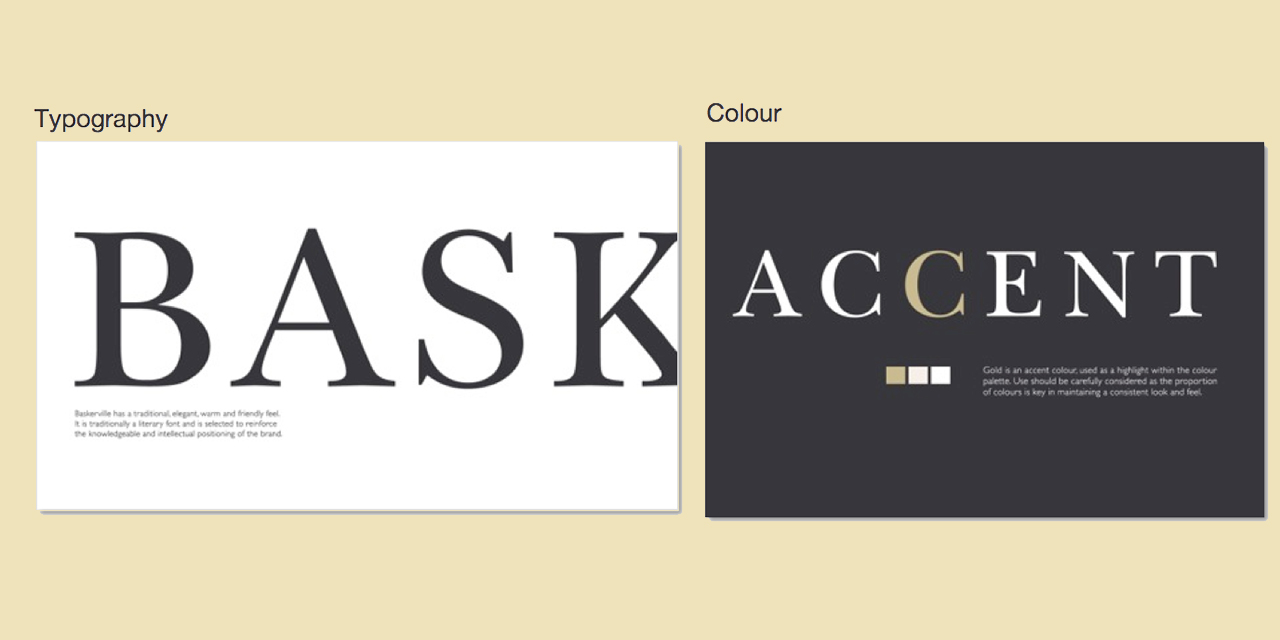 Typography
BASK
Baskerville has a traditional, elegant, warm and friendly feel.
It is traditionally a literary font and is selected to reinforce
the knowledgeable and intellectual positioning of the brand.
Colour
ACCENT
Gold is an accent colour, used as a highlight within the colour
palette. Use should be carefully considered as the proportion
of colours is key in maintaining a consistent look and feel.